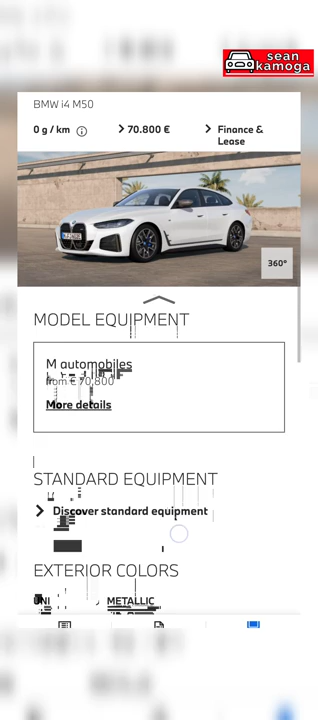 sean
kamoga
BMW i4 M50
0 g / km
70.800 €
Finance &
Lease
360°
MODEL EQUIPMENT
M automobiles
from € 70,800
More details
STANDARD EQUIPMENT
Discover standard equipment
EXTERIOR COLORS
UNI
METALLIC